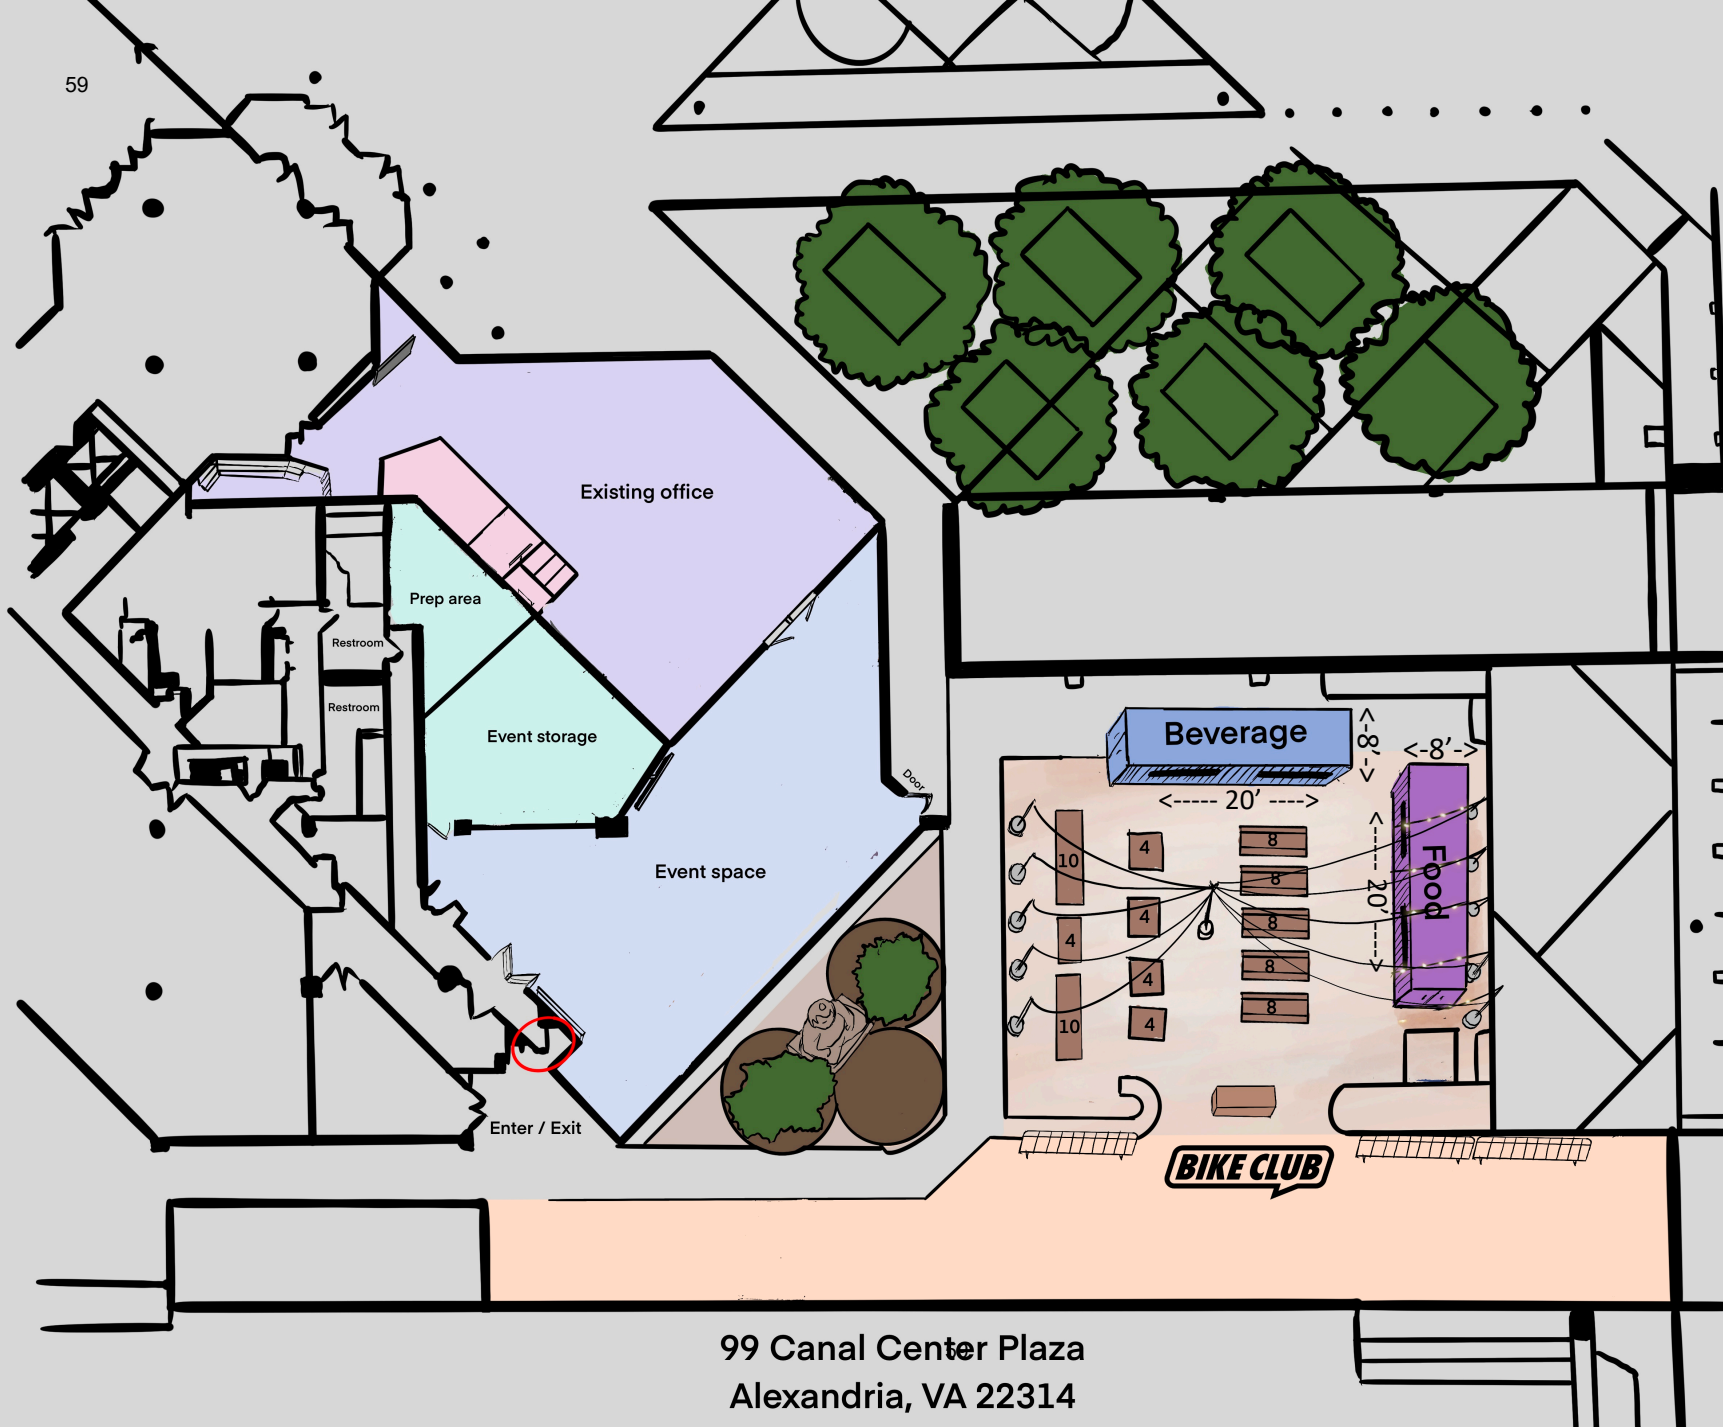 59
Existing office
Prep area
Restroom
Restroom
Event storage
Door
Event space
Enter / Exit
Beverage
<-8'->
<-8'->
<----- 20' ---->
<----- 20' ----->
Food
10
4
10
4
4
4
4
8
8
8
8
8
BIKE CLUB
99 Canal Center Plaza
Alexandria, VA 22314